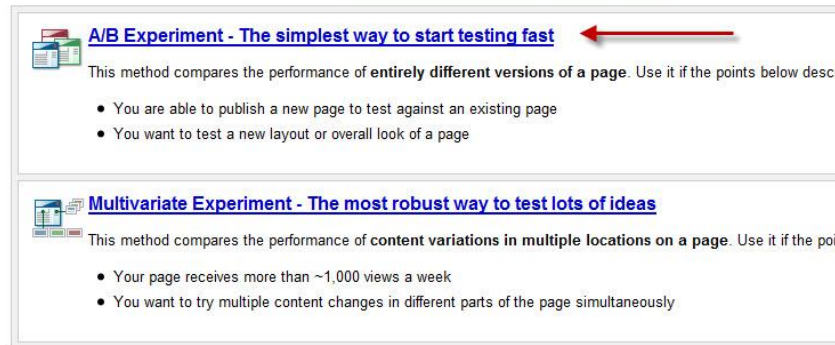 A/B Experiment - The simplest way to start testing fast
This method compares the performance of entirely different versions of a page. Use it if the points below
You are able to publish a new page to test against an existing page
You want to test a new layout or overall look of a page
Multivariate Experiment - The most robust way to test lots of ideas
This method compares the performance of content variations in multiple locations on a page. Use it if the
Your page receives more than ~1,000 views a week
You want to try multiple content changes in different parts of the page simultaneously